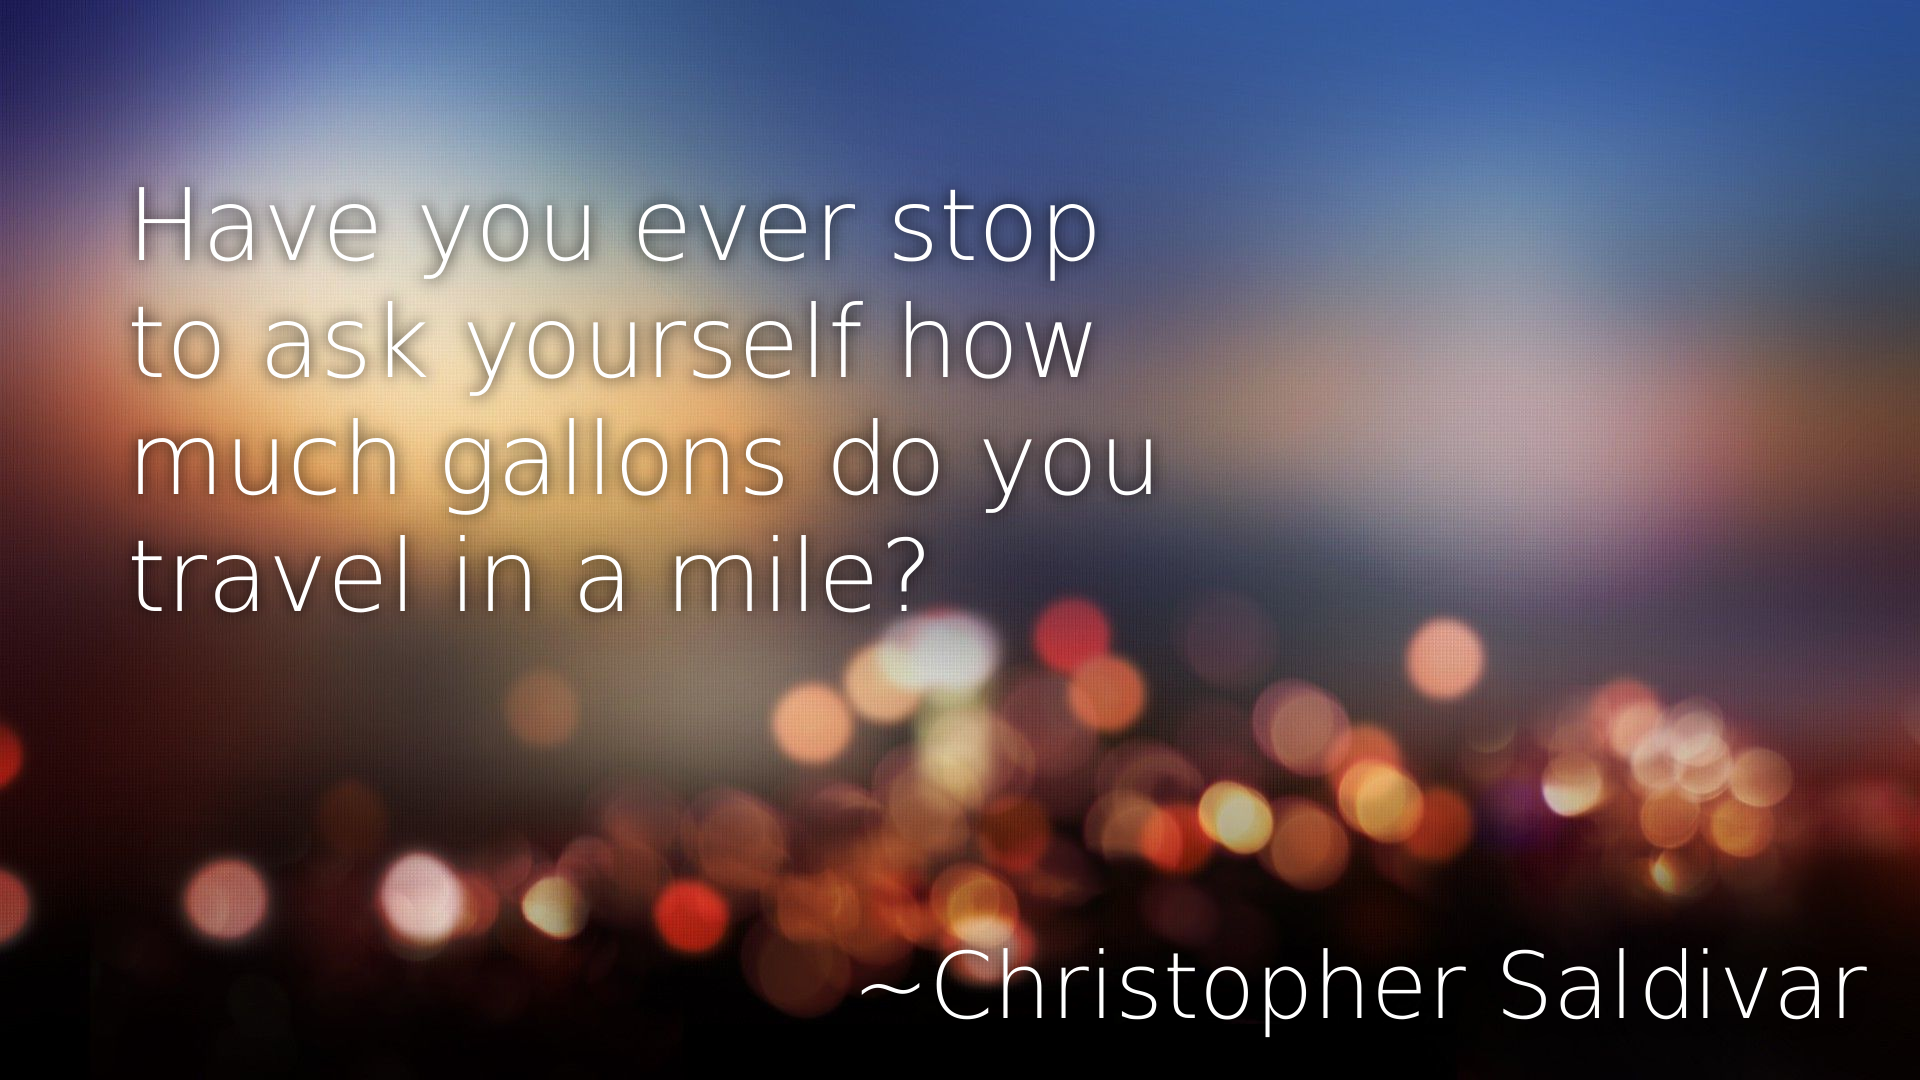 Have you ever stop
to ask yourself how
much gallons do you
travel in a mile?
~Christopher Saldivar